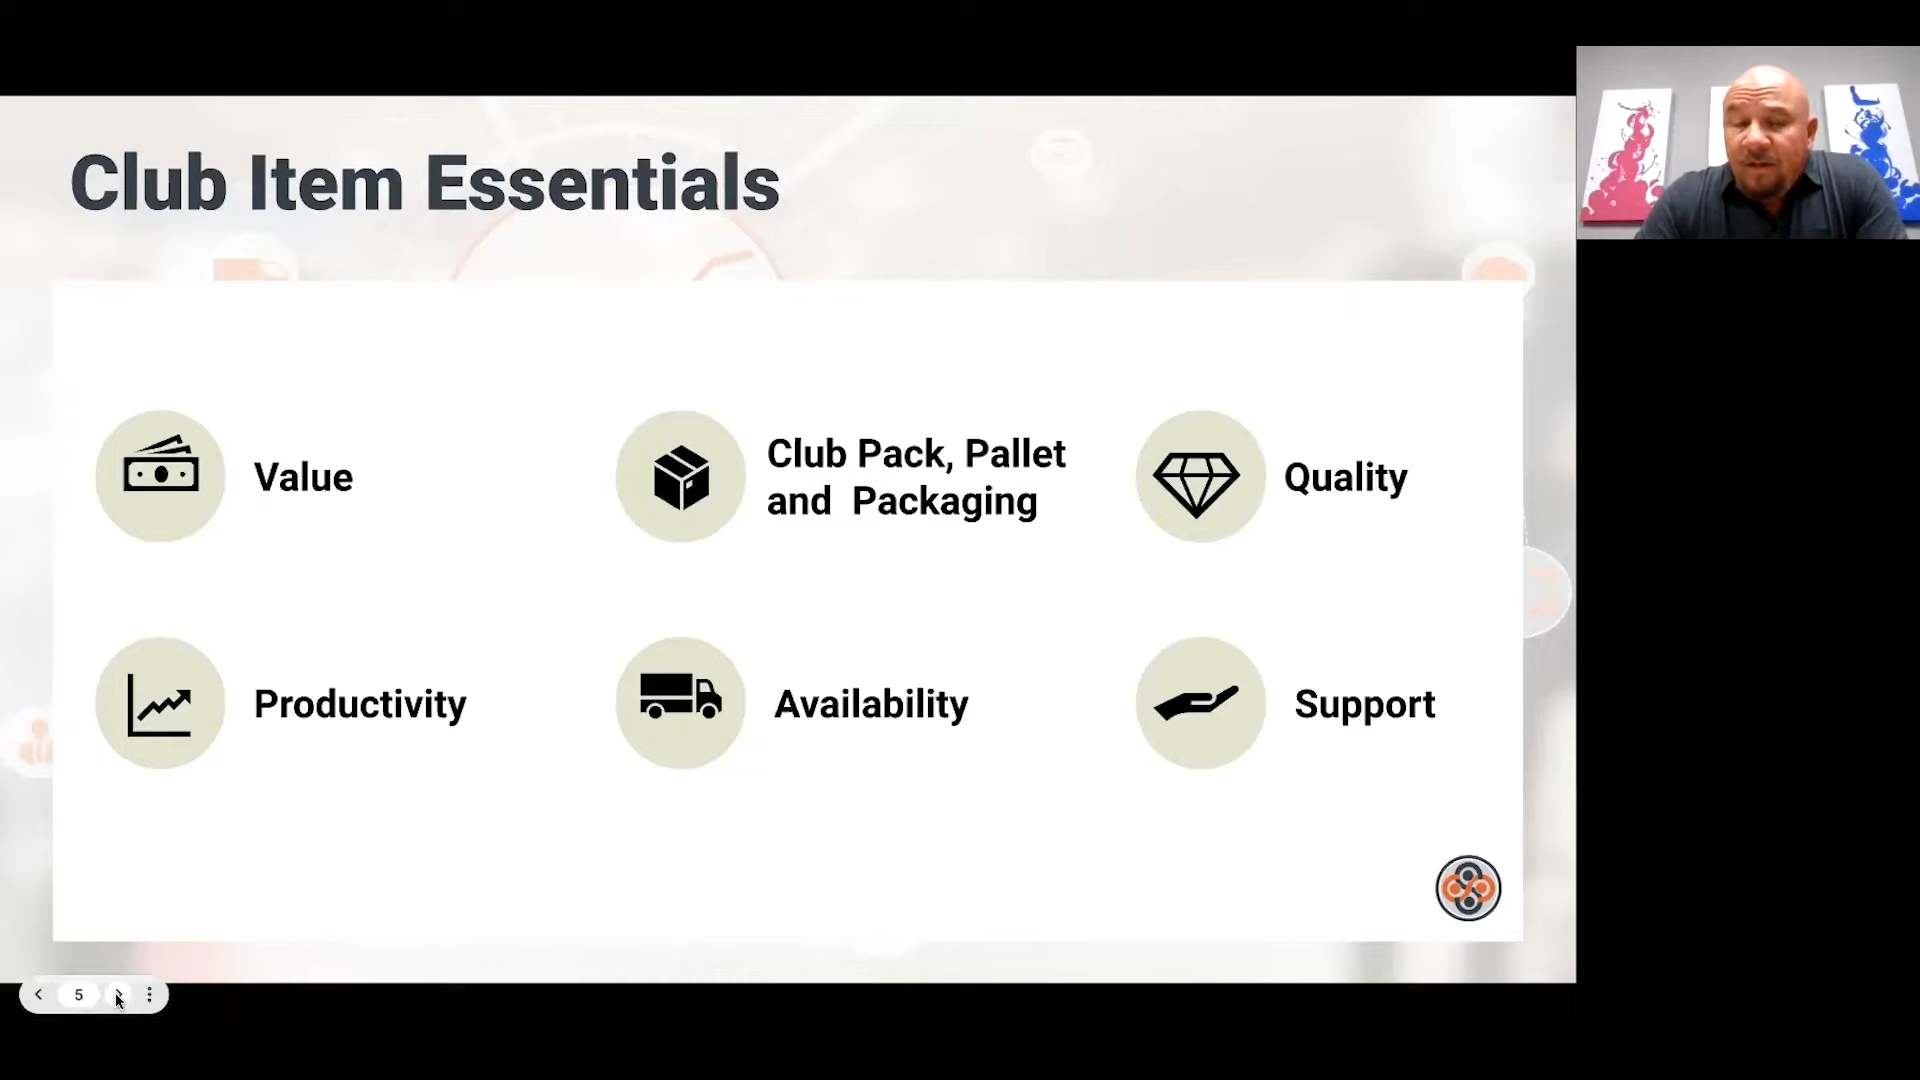 Club Item Essentials
Value
Club Pack, Pallet
and Packaging
Quality
Productivity
Availability
Support
5